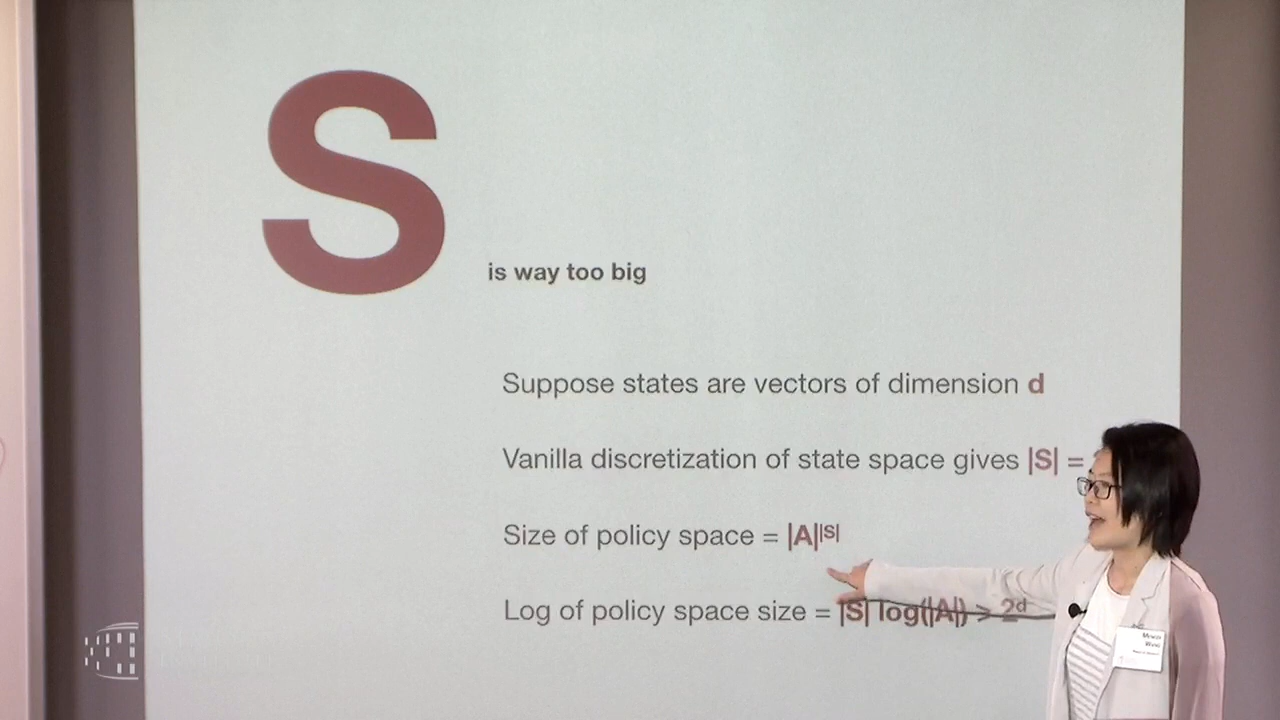 S
is way too big
Suppose states are vectors of dimension d
Vanilla discretization of state space gives |S| =
Size of policy space = |A|^|S|
Log of policy space size = |S| log(|A|) > 2^d